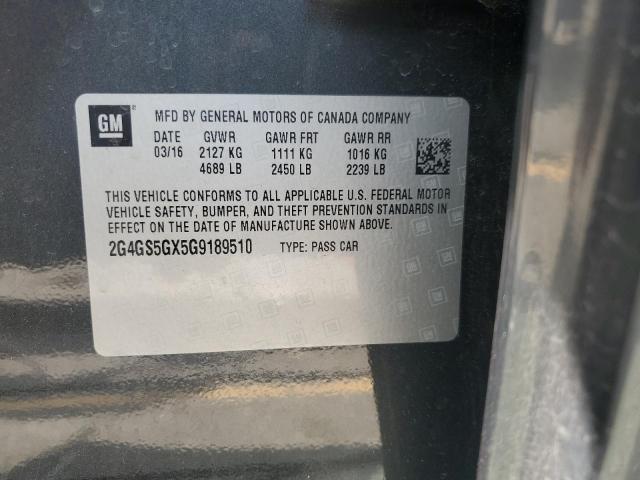 GM
MFD BY GENERAL MOTORS OF CANADA COMPANY
DATE GVWR GAWR FRT GAWR RR
03/16 2127 KG 1111 KG 1016 KG
4689 LB 2450 LB 2239 LB
THIS VEHICLE CONFORMS TO ALL APPLICABLE U.S. FEDERAL MOTOR
VEHICLE SAFETY, BUMPER, AND THEFT PREVENTION STANDARDS IN
EFFECT ON THE DATE OF MANUFACTURE SHOWN ABOVE.
2G4GS5GX5G9189510 TYPE: PASS CAR